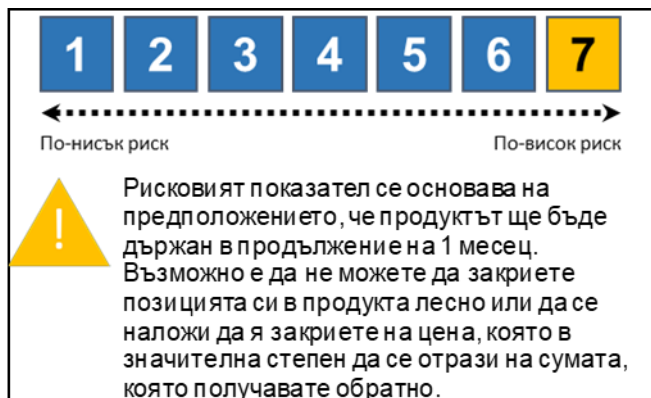 1 2 3 4 5 6 7
По-нисък риск По-висок риск
!
Рисковият показател се основава на
предположението, че продуктът ще бъде
държан в продължение на 1 месец.
Възможно е да не можете да закриете
позицията си в продукта лесно или да се
наложи да я закриете на цена, която в
значителна степен да се отрази на сумата,
която получавате обратно.